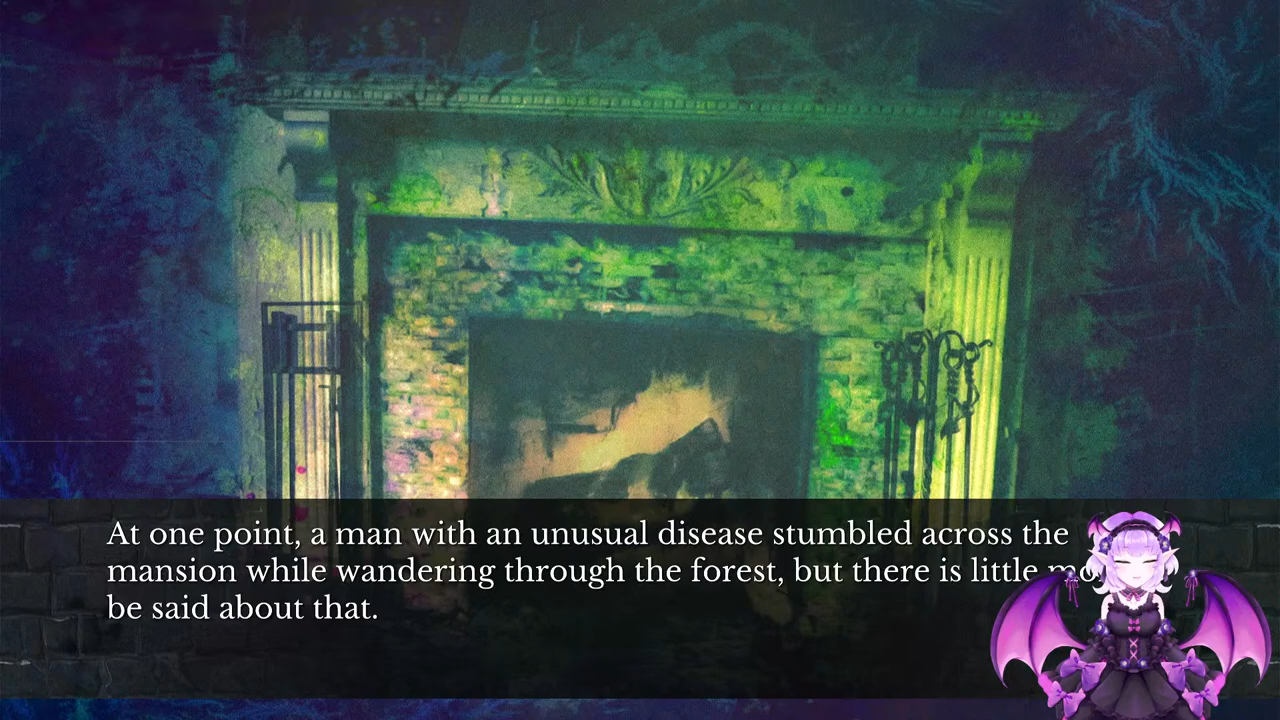 At one point, a man with an unusual disease stumbled across the
mansion while wandering through the forest, but there is little
be said about that.